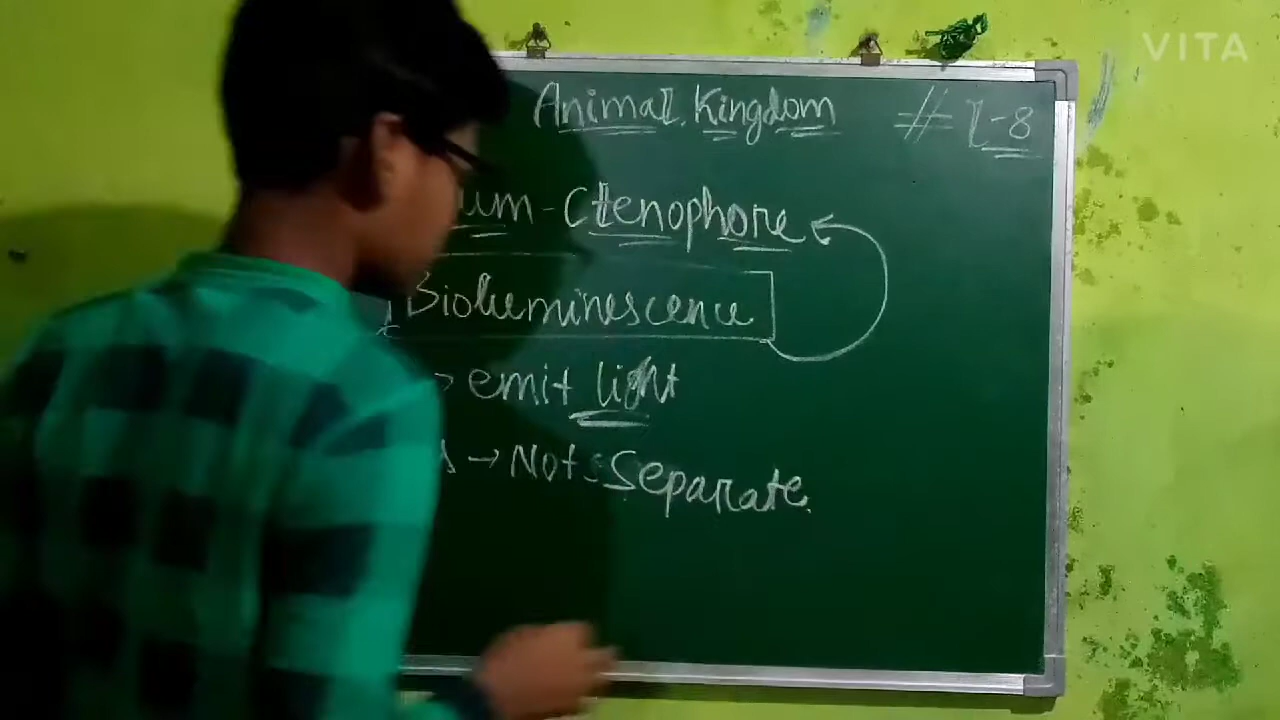 VITA
Animal Kingdom # L-8
um - Ctenophore
Bioluminescence
→ emit light
→ Not Separate.